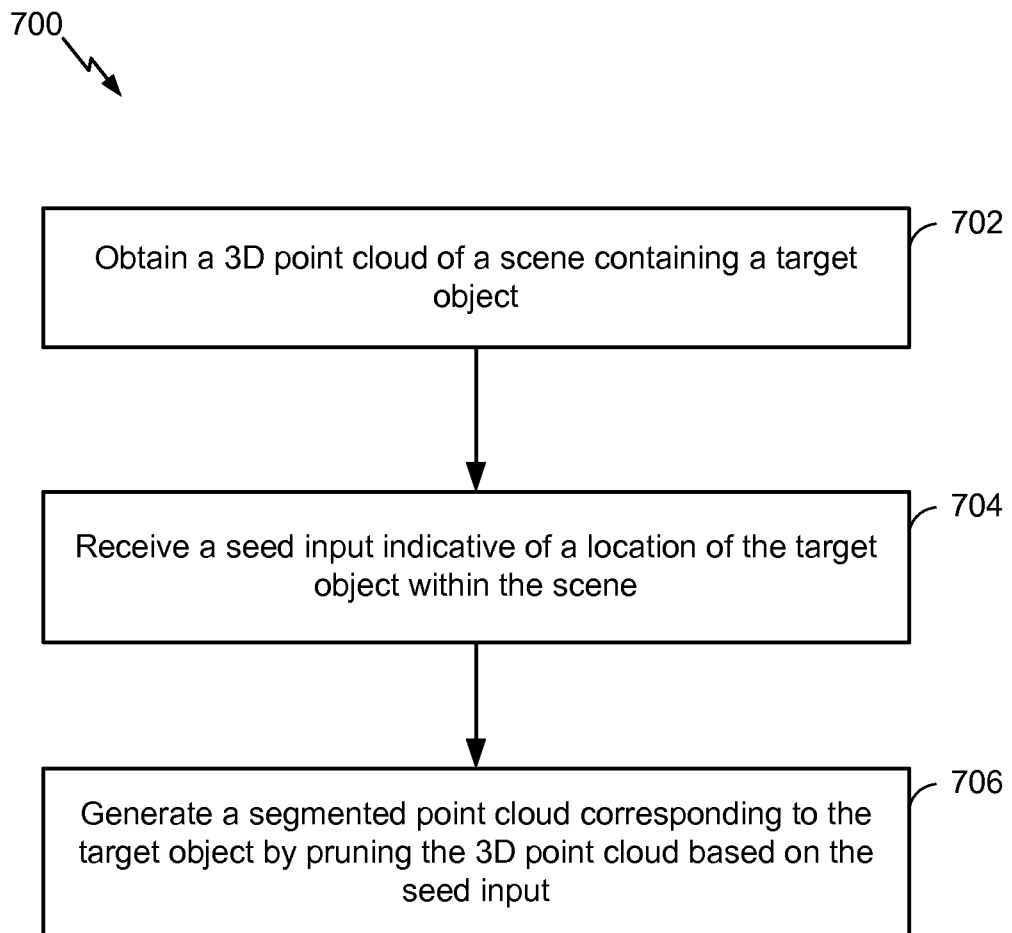 700
702
Obtain a 3D point cloud of a scene containing a target
object
704
Receive a seed input indicative of a location of the target
object within the scene
706
Generate a segmented point cloud corresponding to the
target object by pruning the 3D point cloud based on the
seed input